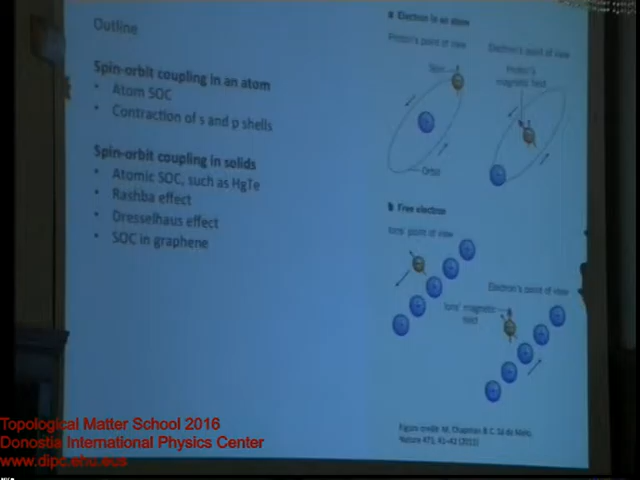 Outline
Spin-orbit coupling in an atom
• Atom SOC
• Contraction of s and p shells
Spin-orbit coupling in solids
• Atomic SOC, such as HgTe
• Rashba effect
• Dresselhaus effect
• SOC in graphene
a Electron in an atom
Proton's point of view
Electron's point of view
Spin
Proton's
magnetic field
Orbit
b Free electron
Ions' point of view
Electron's point of view
Ions' magnetic
field
Figure credit: M. Chapman & C. Sá de Melo,
Nature 471, 41-42 (2011)
Topological Matter School 2016
Donostia International Physics Center
www.dipc.ehu.eus